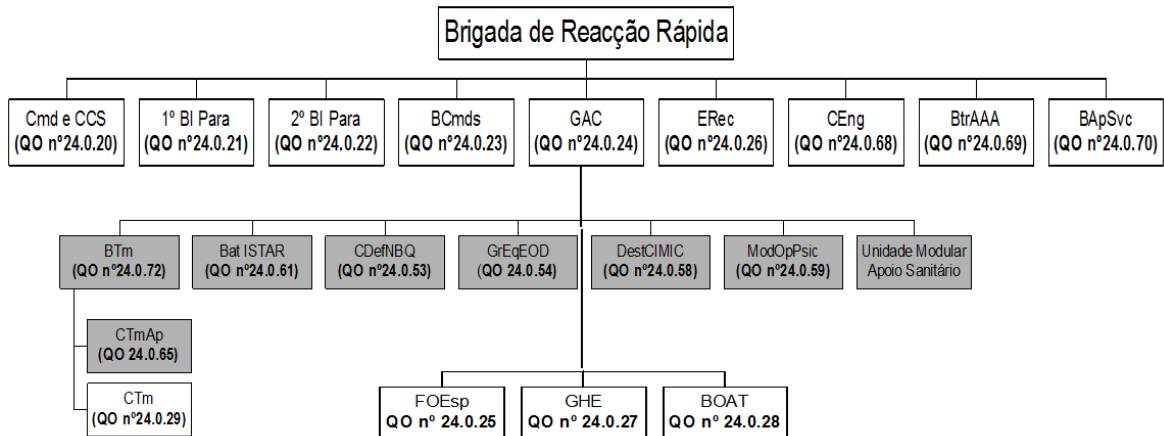 Brigada de Reacção Rápida
Cmd e CCS
(QO nº24.0.20)
1º BI Para
(QO nº24.0.21)
2º BI Para
(QO nº24.0.22)
BCmds
(QO nº24.0.23)
GAC
(QO nº24.0.24)
ERec
(QO nº24.0.26)
CEng
(QO nº24.0.68)
BtrAAA
(QO nº24.0.69)
BApSvc
(QO nº24.0.70)
BTm
(QO nº24.0.72)
Bat ISTAR
(QO nº24.0.61)
CDefNBQ
(QO nº24.0.53)
GrEqEOD
(QO 24.0.54)
DestCIMIC
(QO nº24.0.58)
ModOpPsic
(QO nº24.0.59)
Unidade Modular
Apoio Sanitário
CTmAp
(QO 24.0.65)
CTm
(QO nº24.0.29)
FOEsp
QO nº 24.0.25
GHE
QO nº 24.0.27
BOAT
QO nº 24.0.28